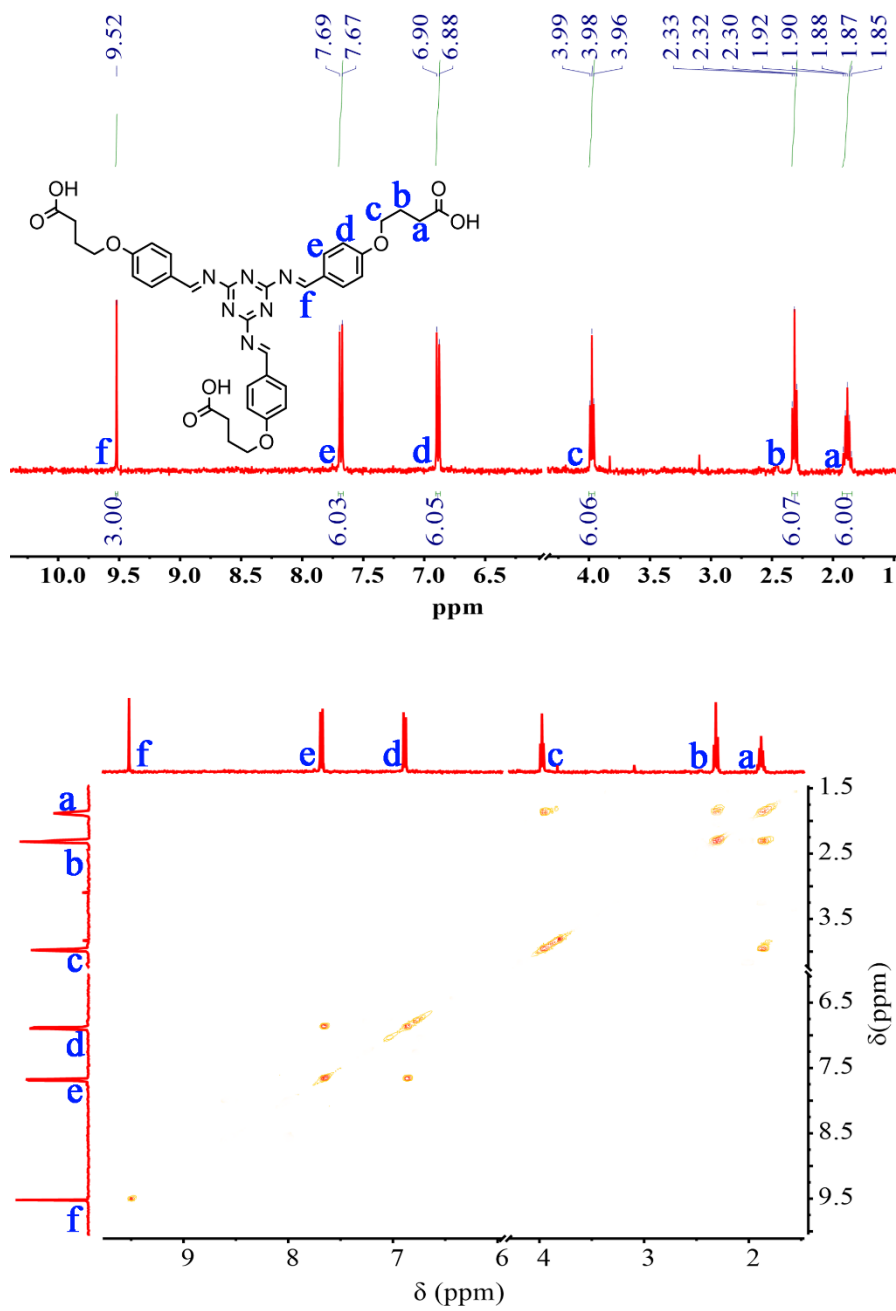 9.52 7.69 7.67 6.90 6.88 3.99 3.98 3.96 2.33 2.32 2.30 1.92 1.90 1.88 1.87 1.85
OH
O
O
N
N
N
N
N
N
O
c
b
a
O
OH
e
d
f
OH
O
O
f
e
d
c
b
a
3.00 6.03 6.05 6.06 6.07 6.00
10.0 9.5 9.0 8.5 8.0 7.5 7.0 6.5 4.0 3.5 3.0 2.5 2.0 1
ppm
f e d c b a
a
b
c
d
e
f
1.5
2.5
3.5
6.5
7.5
8.5
9.5
δ(ppm)
9 8 7 6 4 3 2
δ (ppm)